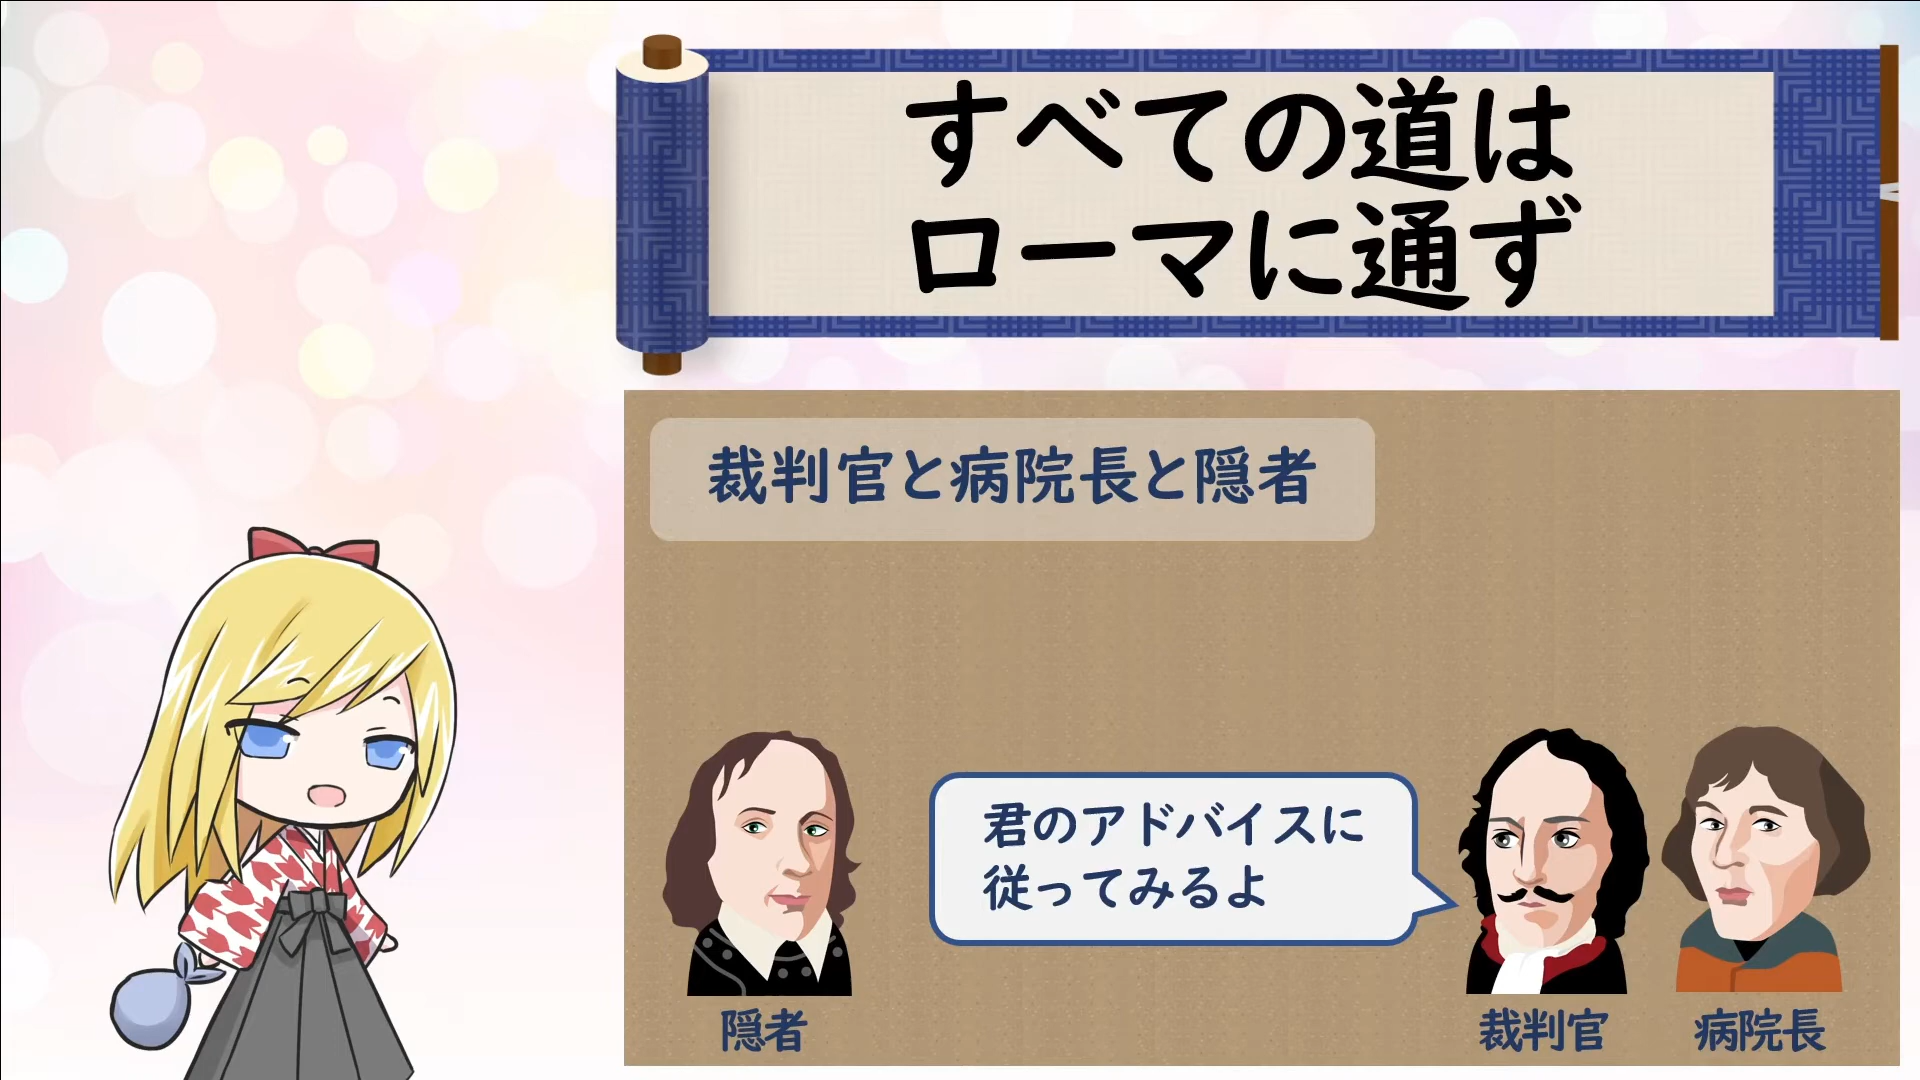 すべての道は
ローマに通ず
裁判官と病院長と隠者
君のアドバイスに
従ってみるよ
隠者
裁判官
病院長